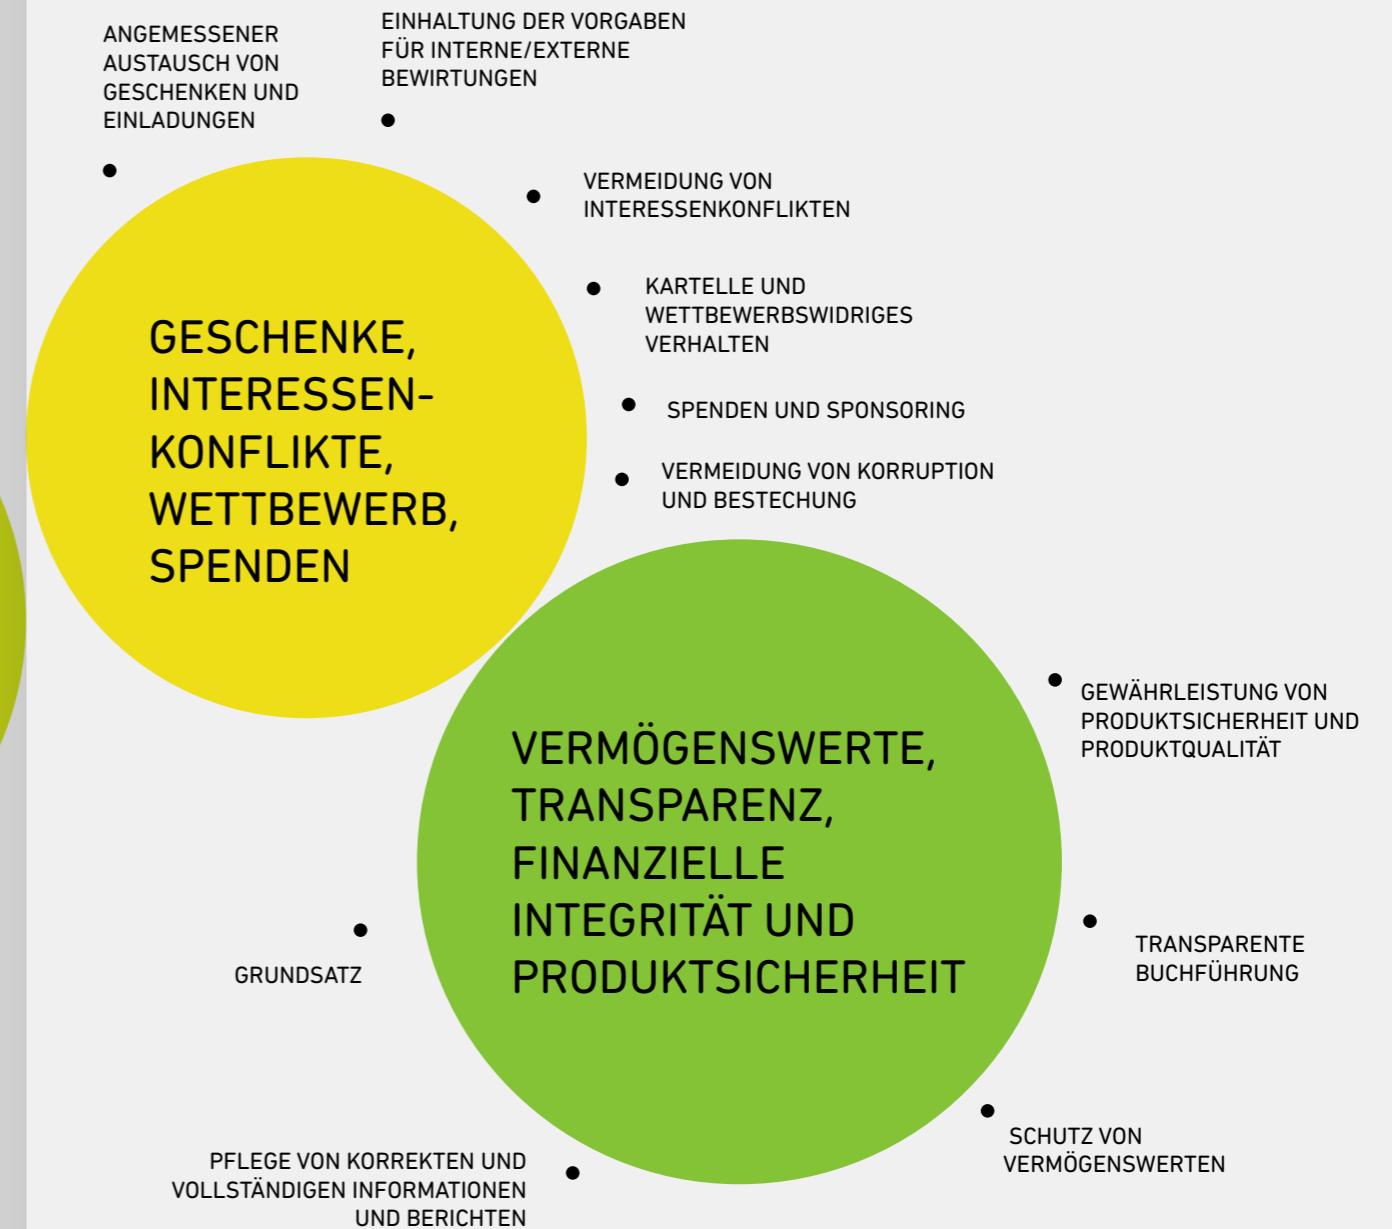 ANGEMESSENER
AUSTAUSCH VON
GESCHENKEN UND
EINLADUNGEN
EINHALTUNG DER VORGABEN
FÜR INTERNE/EXTERNE
BEWIRTUNGEN
VERMEIDUNG VON
INTERESSENKONFLIKTEN
KARTELLE UND
WETTBEWERBSWIDRIGES
VERHALTEN
SPENDEN UND SPONSORING
VERMEIDUNG VON KORRUPTION
UND BESTECHUNG
GESCHENKE,
INTERESSEN-
KONFLIKTE,
WETTBEWERB,
SPENDEN
VERMÖGENSWERTE,
TRANSPARENZ,
FINANZIELLE
INTEGRITÄT UND
PRODUKTSICHERHEIT
GEWÄHRLEISTUNG VON
PRODUKTSICHERHEIT UND
PRODUKTQUALITÄT
TRANSPARENTE
BUCHFÜHRUNG
SCHUTZ VON
VERMÖGENSWERTEN
GRUNDSATZ
PFLEGE VON KORREKTEN UND
VOLLSTÄNDIGEN INFORMATIONEN
UND BERICHTEN